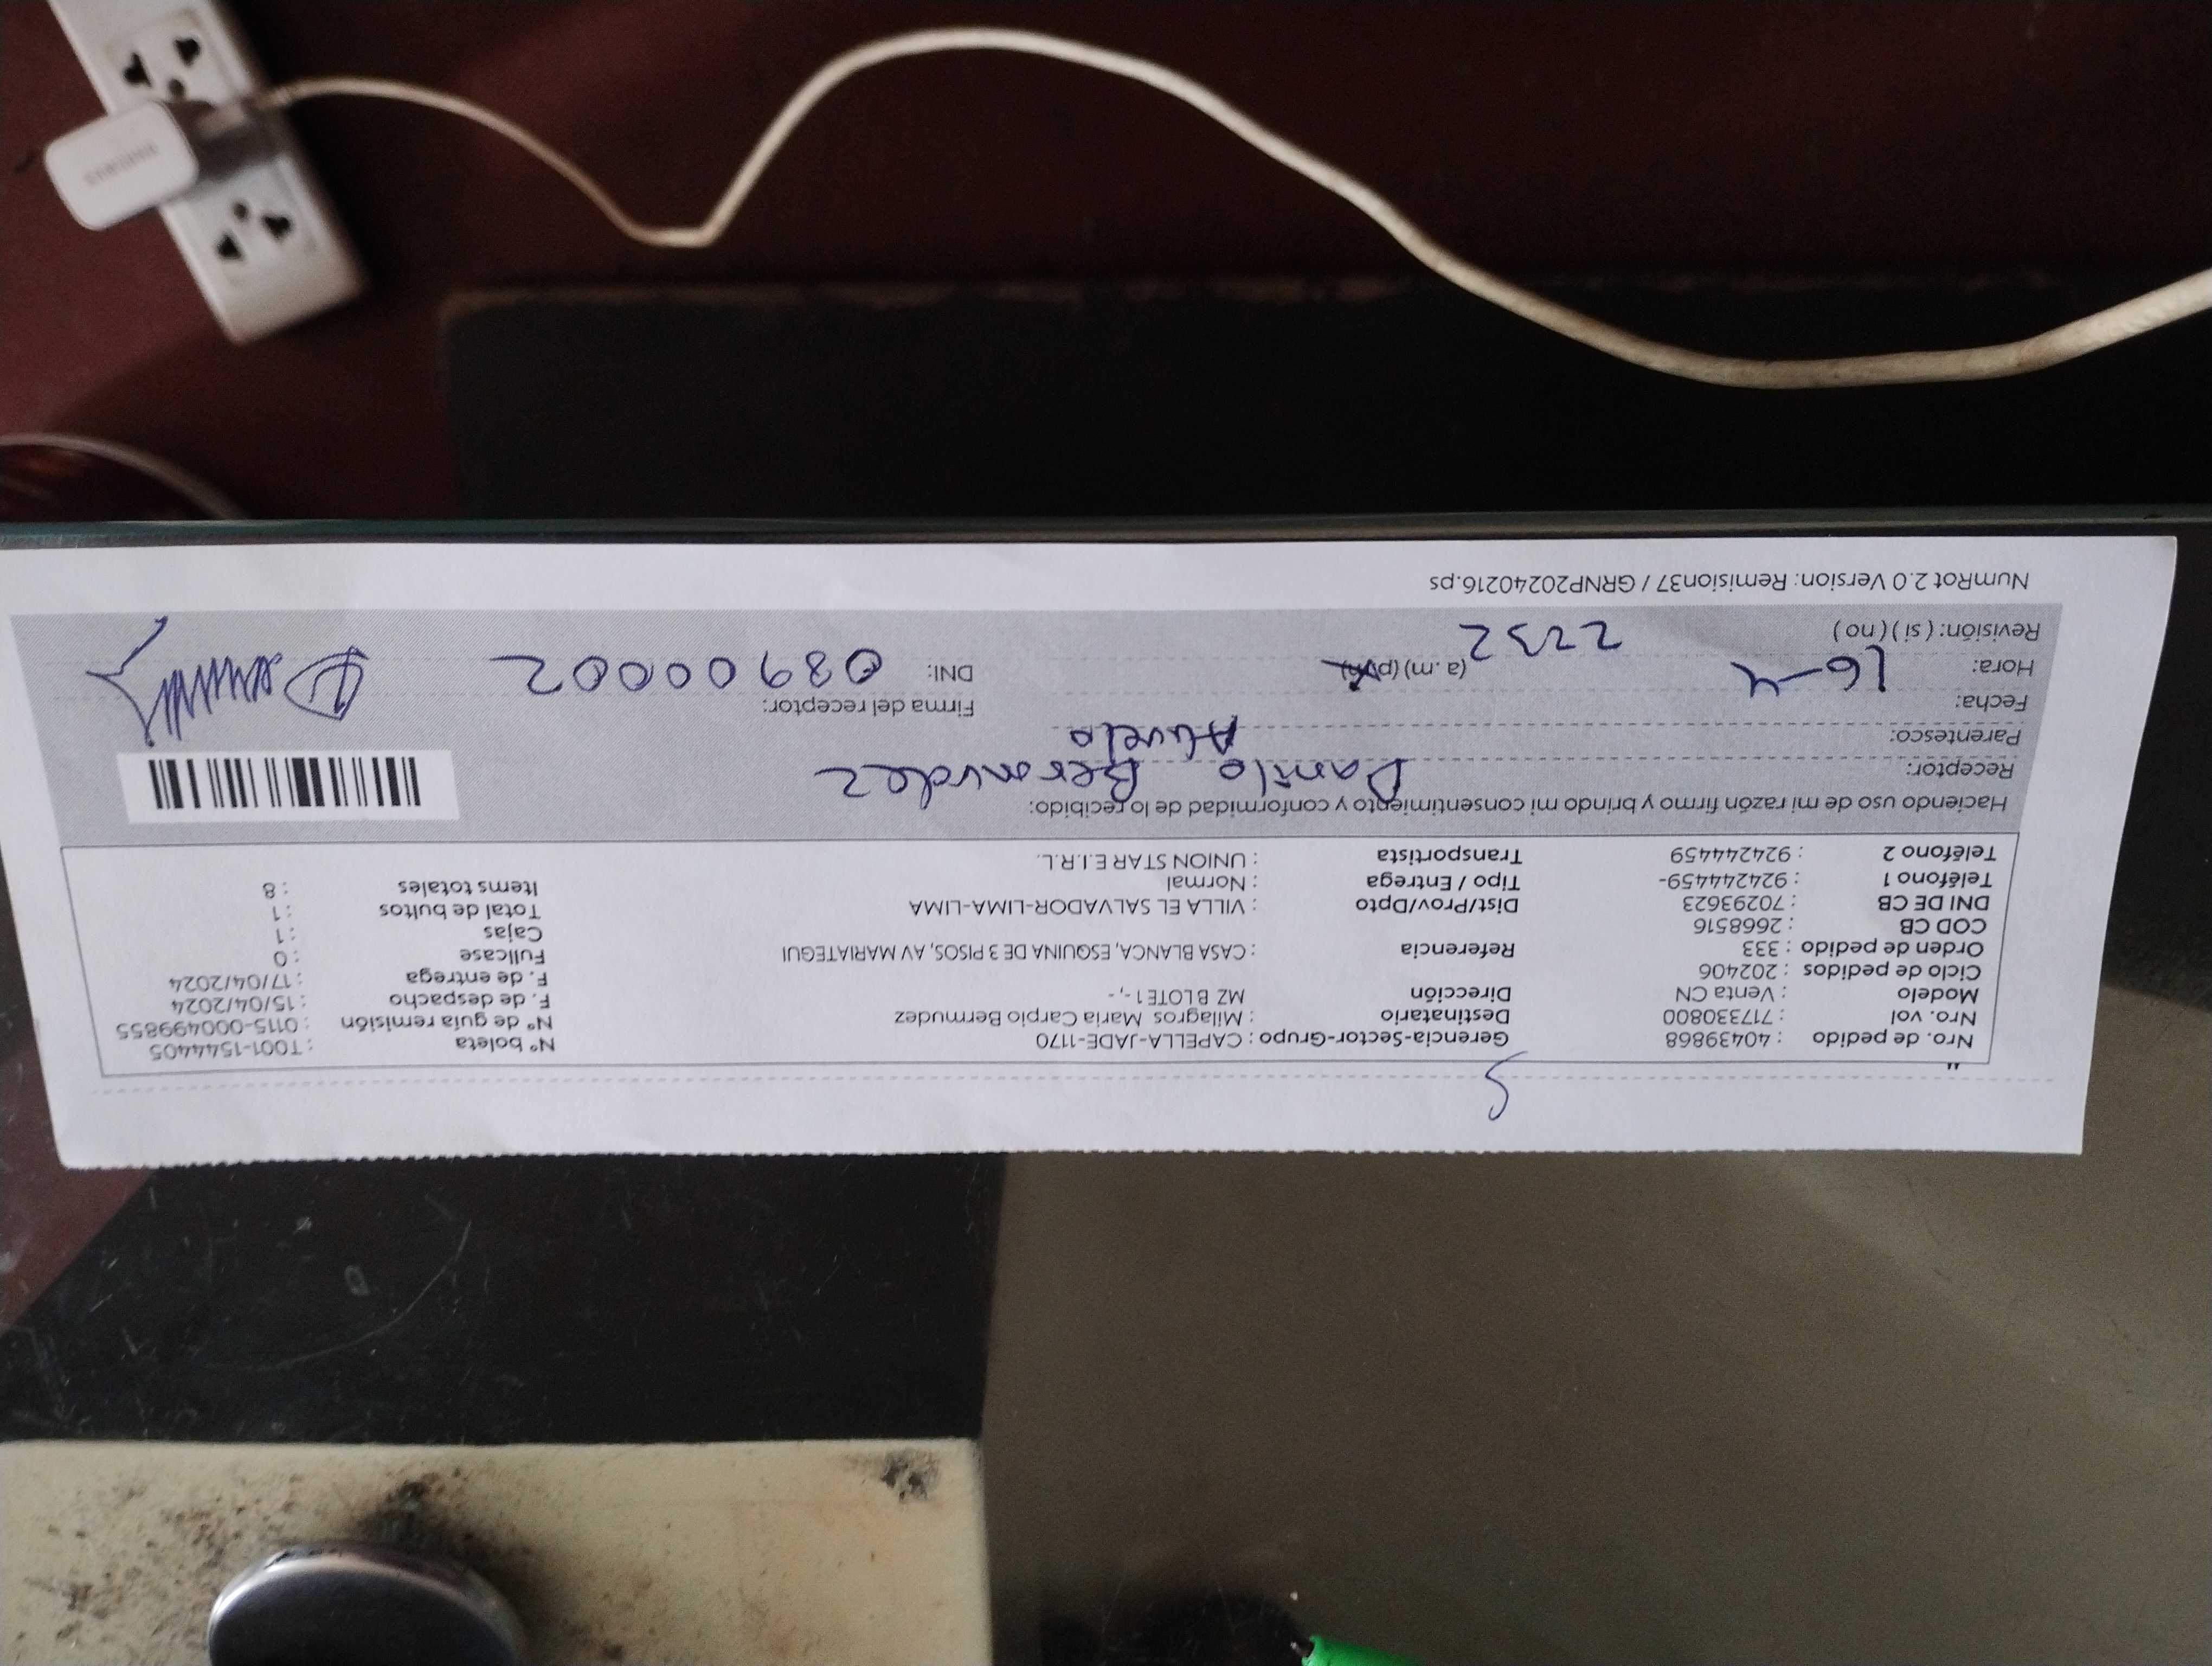 Nro. de pedido : 40439868 Gerencia-Sector-Grupo : CAPELLA-JADE-1170 N° boleta : T001-1544405
Nro. vol : 717330800 Destinatario : Milagros Maria Carpio Bermudez N° de guia remisión : 0115-000499855
Modelo : Venta CN Dirección MZ B LOTE 1 -, - F. de despacho : 15/04/2024
Ciclo de pedidos : 202406 F. de entrega : 17/04/2024
Orden de pedido : 333 Referencia : CASA BLANCA, ESQUINA DE 3 PISOS, AV MARIATEGUI Fullcase : 0
COD CB : 2668516 Cajas : 1
DNI DE CB : 70293623 Dist/Prov/Dpto : VILLA EL SALVADOR-LIMA-LIMA Total de bultos : 1
Teléfono 1 : 924244459- Tipo / Entrega : Normal Items totales : 8
Teléfono 2 : 924244459 Transportista : UNION STAR E.I.R.L.
Haciendo uso de mi razón firmo y brindo mi consentimiento y conformidad de lo recibido:
Receptor: Danilo Bermudez
Parentesco: Abuelo
Fecha: 16-4 Firma del receptor:
Hora: 2232 (a.m) (pm) DNI: 08900002
Revisión: ( si ) ( no )
NumRot 2.0 Version: Remision37 / GRNP20240216.ps
SAMSUNG